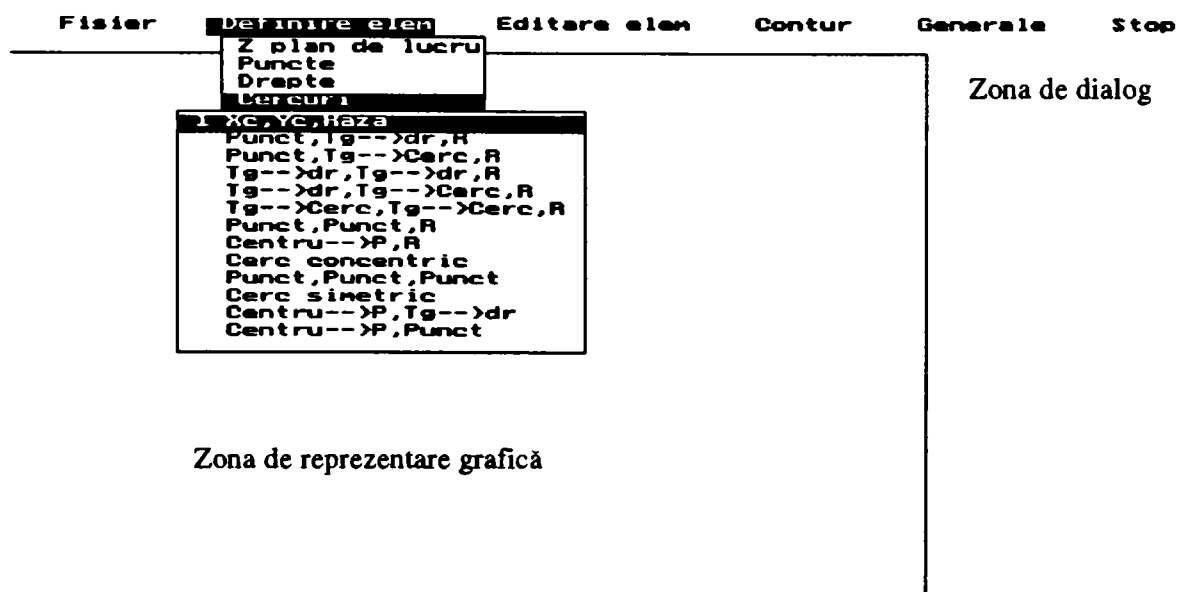 Fisier Definire elem Editare elem Contur Generale Stop
Z plan de lucru
Puncte
Drepte
Cercuri
1 Xc,Yc,Raza
Punct,Tg-->dr,R
Punct,Tg-->Cerc,R
Tg-->dr,Tg-->dr,R
Tg-->dr,Tg-->Cerc,R
Tg-->Cerc,Tg-->Cerc,R
Punct,Punct,R
Centru-->P,R
Cerc concentric
Punct,Punct,Punct
Cerc simetric
Centru-->P,Tg-->dr
Centru-->P,Punct
Zona de dialog
Zona de reprezentare grafică